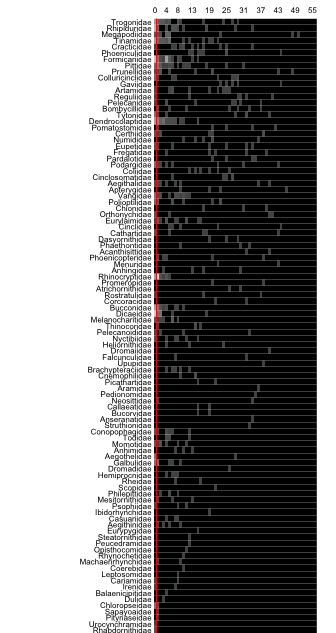 0 4 8 13 19 25 31 37 43 49 55
Trogonidae
Rhipiduridae
Megapodiidae
Tinamidae
Cracticidae
Phoeniculidae
Formicariidae
Pittidae
Prunellidae
Colluricinclidae
Gaviidae
Artamidae
Regulidae
Pelecanidae
Bombycillidae
Tytonidae
Dendrocolaptidae
Pomatostomidae
Certhiidae
Numididae
Eupetidae
Fregatidae
Pardalotidae
Podargidae
Coliidae
Cinclosomatidae
Aegithalidae
Apterygidae
Vangidae
Polioptilidae
Chionidae
Orthonychidae
Eurylaimidae
Cinclidae
Cathartidae
Dasyornithidae
Phaethontidae
Acanthisittidae
Phoenicopteridae
Menuridae
Anhingidae
Rhinocryptidae
Promeropidae
Atrichornithidae
Rostratulidae
Corcoracidae
Bucconidae
Dicaeidae
Melanocharitidae
Thinocoridae
Pelecanoididae
Nyctibiidae
Heliornithidae
Dromaiidae
Falcunculidae
Upupidae
Brachypteraciidae
Cnemophilidae
Picathartidae
Aramidae
Pedionomidae
Neosittidae
Callaeatidae
Bucorvidae
Anseranatidae
Struthionidae
Conopophagidae
Todidae
Momotidae
Anhimidae
Aegothelidae
Galbulidae
Dromadidae
Hemiprocnidae
Rheidae
Scopidae
Philepittidae
Mesitornithidae
Psophiidae
Ibidorhynchidae
Casuariidae
Aegithinidae
Eurypygidae
Steatornithidae
Peucedramidae
Opisthocomidae
Rhynochetidae
Machaerirhynchidae
Coerebidae
Leptosomidae
Cariamidae
Irenidae
Balaenicipitidae
Dulidae
Chloropseidae
Sapayoaidae
Pityriaseidae
Urocynchramidae
Rhabdornithidae